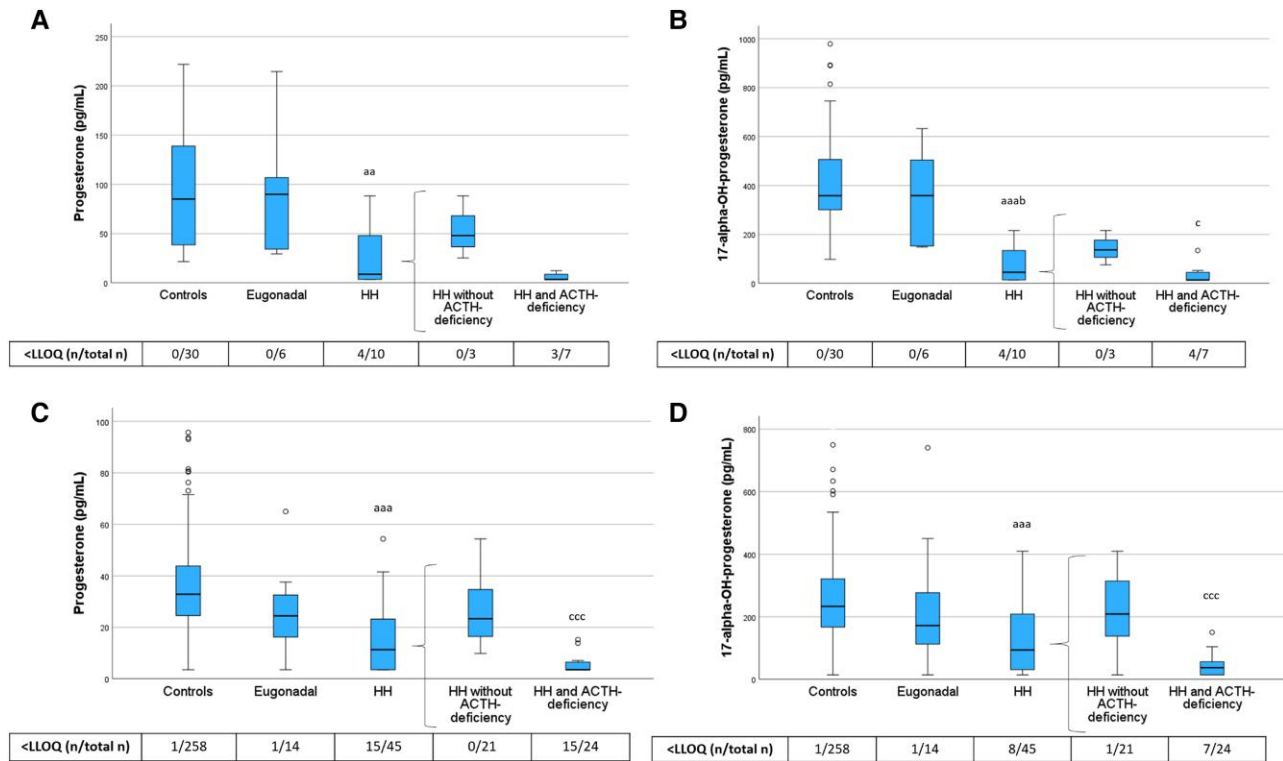 A
Progesterone (pg/mL)
250
200
150
100
50
0
aa
Controls
Eugonadal
HH
HH without
ACTH-
deficiency
HH and ACTH-
deficiency
<LLOQ (n/total n) 0/30 0/6 4/10 0/3 3/7
B
17-alpha-OH-progesterone (pg/mL)
1000
800
600
400
200
0
aaab
c
Controls
Eugonadal
HH
HH without
ACTH-
deficiency
HH and ACTH-
deficiency
<LLOQ (n/total n) 0/30 0/6 4/10 0/3 4/7
C
Progesterone (pg/mL)
100
80
60
40
20
0
aaa
ccc
Controls
Eugonadal
HH
HH without
ACTH-
deficiency
HH and ACTH-
deficiency
<LLOQ (n/total n) 1/258 1/14 15/45 0/21 15/24
D
17-alpha-OH-progesterone (pg/mL)
800
600
400
200
0
aaa
ccc
Controls
Eugonadal
HH
HH without
ACTH-
deficiency
HH and ACTH-
deficiency
<LLOQ (n/total n) 1/258 1/14 8/45 1/21 7/24